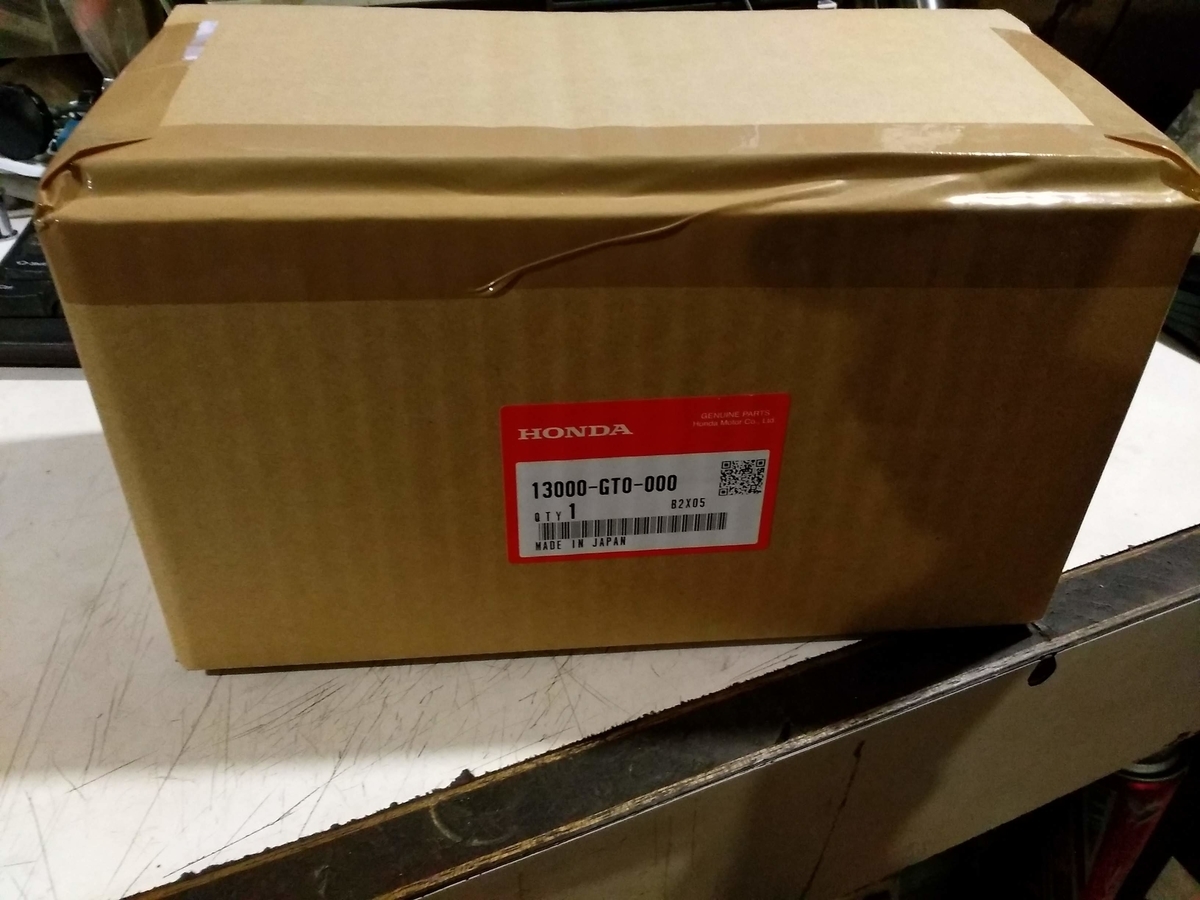 HONDA
GENUINE PARTS
Honda Motor Co., Ltd.
13000-GT0-000
QTY 1
B2X05
MADE IN JAPAN